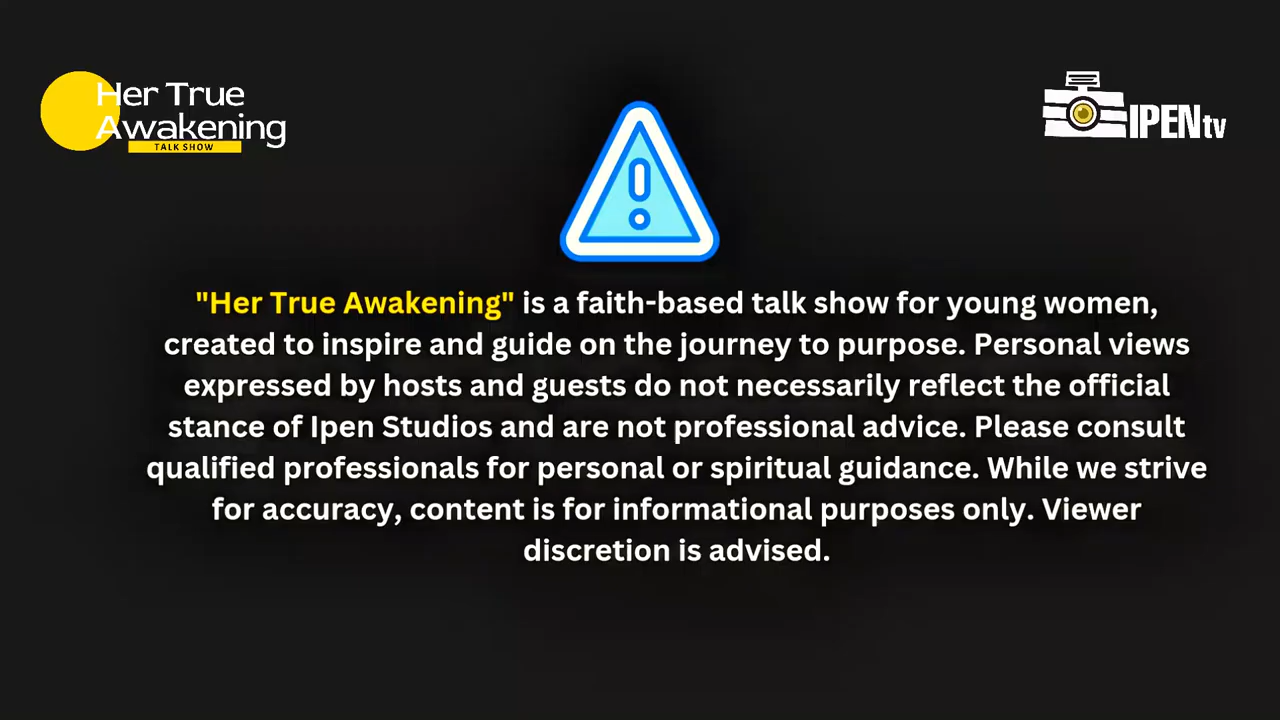 Her True
Awakening
TALK SHOW
IPENtv
"Her True Awakening" is a faith-based talk show for young women,
created to inspire and guide on the journey to purpose. Personal views
expressed by hosts and guests do not necessarily reflect the official
stance of Ipen Studios and are not professional advice. Please consult
qualified professionals for personal or spiritual guidance. While we strive
for accuracy, content is for informational purposes only. Viewer
discretion is advised.